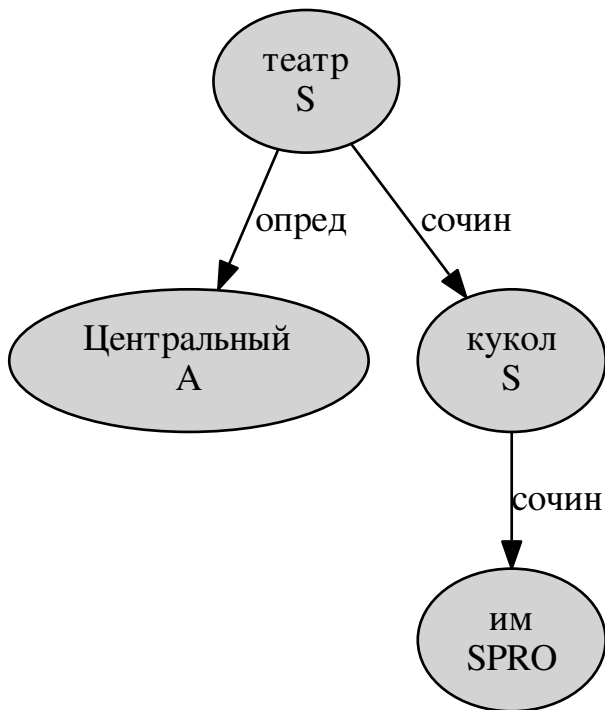 театр
S
опред
сочин
Центральный
A
кукол
S
сочин
им
SPRO